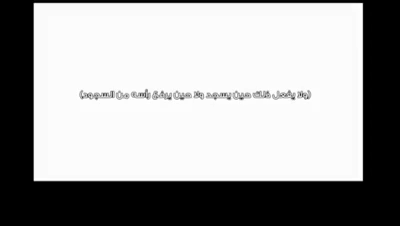 (ولا يفعل ذلك حين يسجد ولا حين يرفع رأسه من السجود)